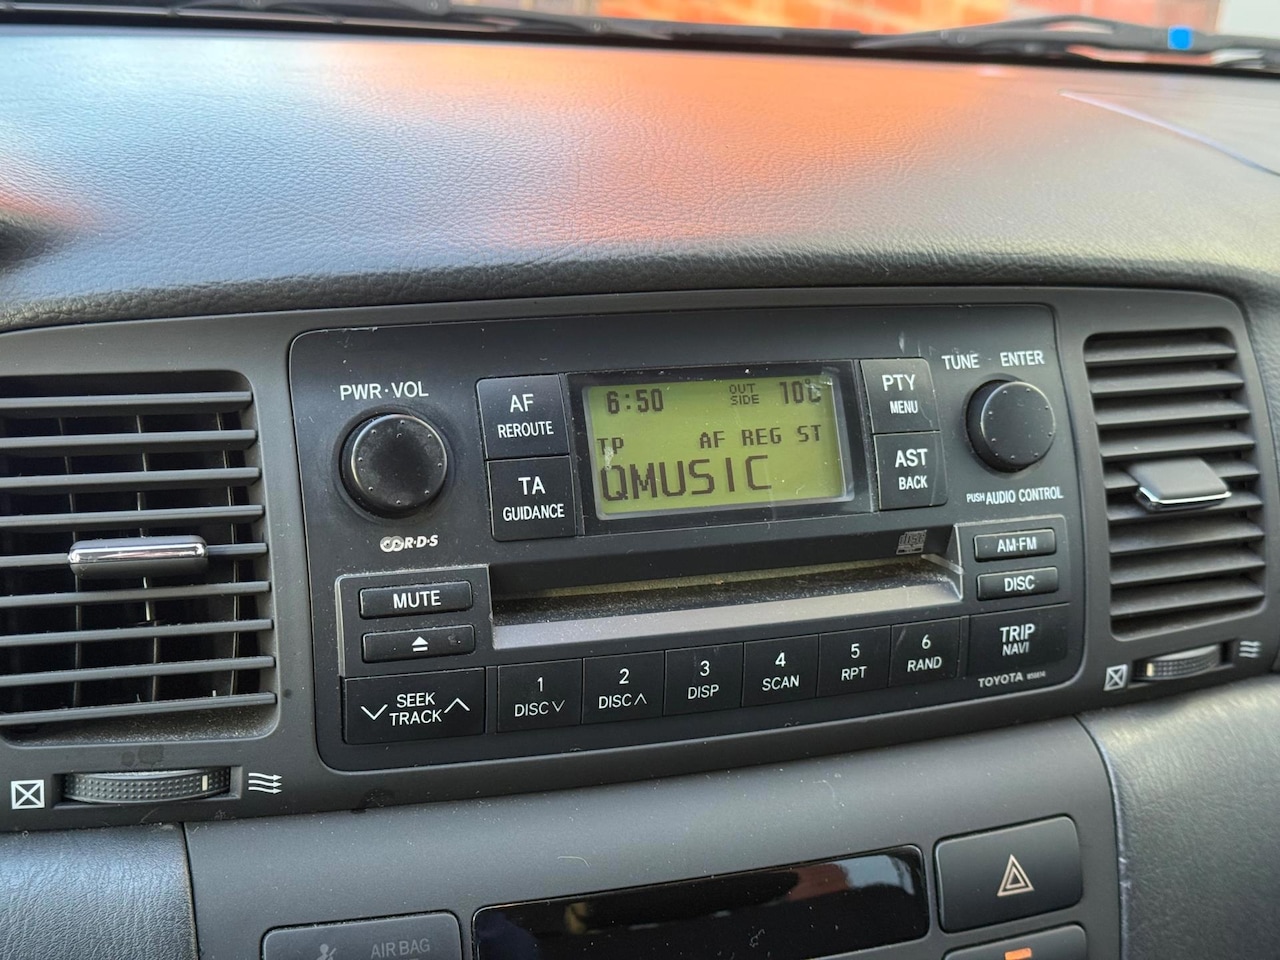 PWR·VOL
AF
REROUTE
TA
GUIDANCE
R·D·S
6:50 OUT SIDE 10°C
TP AF REG ST
QMUSIC
PTY
MENU
AST
BACK
TUNE ENTER
PUSH AUDIO CONTROL
disc
AM·FM
DISC
MUTE
SEEK
TRACK
1
DISC
2
DISC
3
DISP
4
SCAN
5
RPT
6
RAND
TRIP
NAVI
TOYOTA
AIR BAG